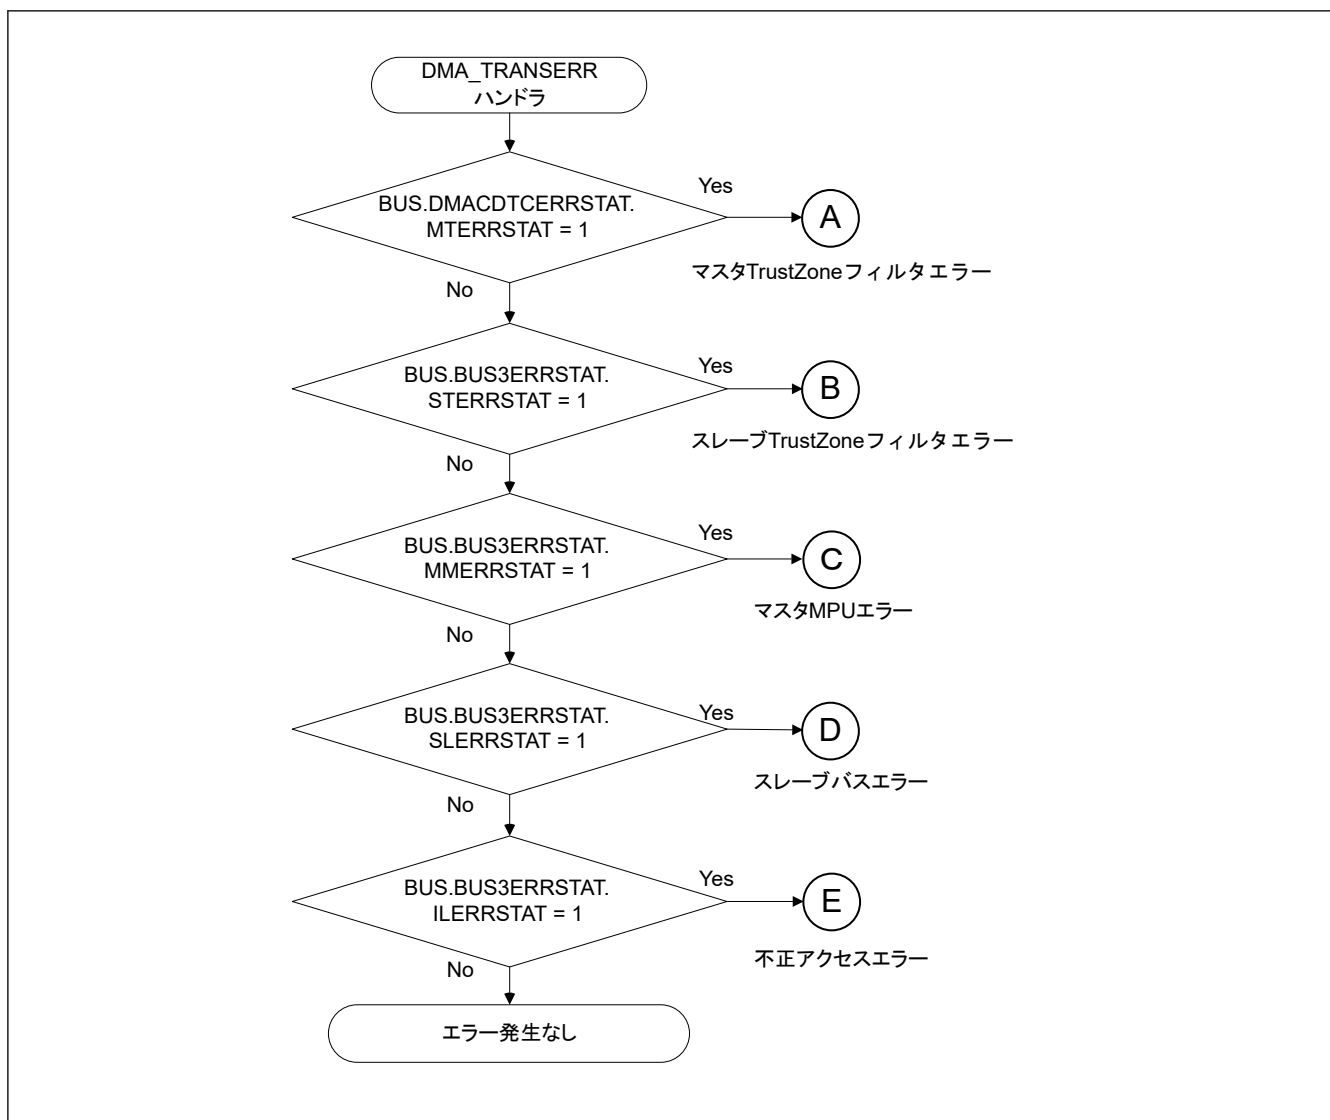 DMA_TRANSERR
ハンドラ
BUS.DMACDTCERRSTAT.
MTERRSTAT = 1
Yes
A
マスタTrustZoneフィルタエラー
No
BUS.BUS3ERRSTAT.
STERRSTAT = 1
Yes
B
スレーブTrustZoneフィルタエラー
No
BUS.BUS3ERRSTAT.
MMERRSTAT = 1
Yes
C
マスタMPUエラー
No
BUS.BUS3ERRSTAT.
SLERRSTAT = 1
Yes
D
スレーブバスエラー
No
BUS.BUS3ERRSTAT.
ILERRSTAT = 1
Yes
E
不正アクセスエラー
No
エラー発生なし